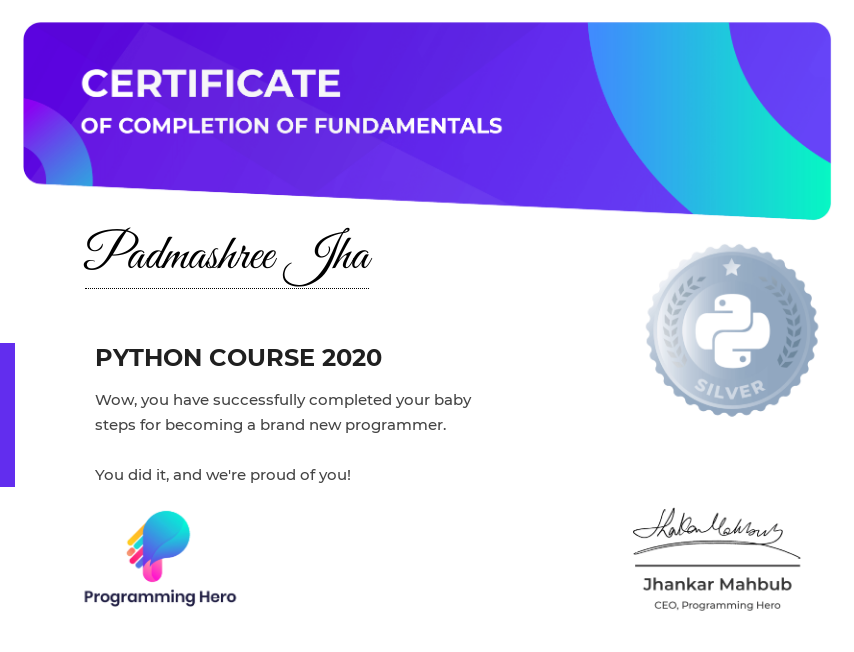 CERTIFICATE
OF COMPLETION OF FUNDAMENTALS
Padmashree Jha
PYTHON COURSE 2020
Wow, you have successfully completed your baby
steps for becoming a brand new programmer.
You did it, and we're proud of you!
SILVER
Programming Hero
Jhankar Mahbub
Jhankar Mahbub
CEO, Programming Hero